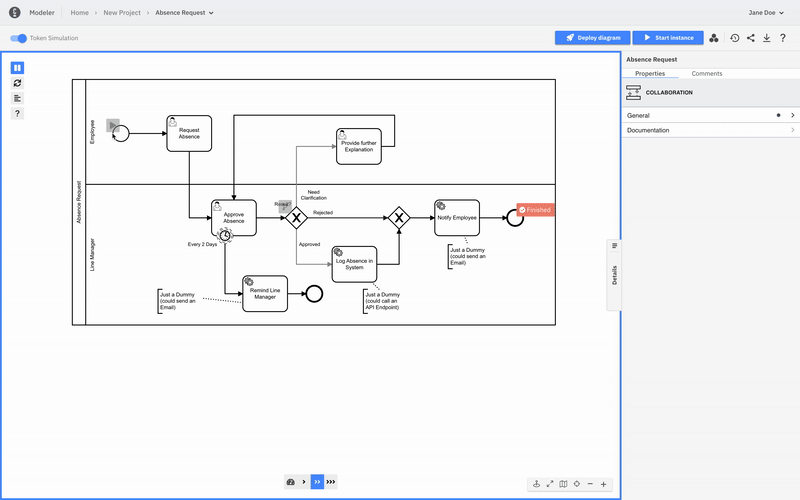 Modeler
Home
New Project
Absence Request
Jane Doe
Token Simulation
Deploy diagram
Start instance
?
Absence Request
Properties
Comments
COLLABORATION
General
Documentation
Details
?
Absence Request
Employee
Line Manager
Request
Absence
Provide further
Explanation
Need
Clarification
Rejected
Approved
Approve
Absence
Every 2 Days
Notify Employee
Finished
Log Absence in
System
Just a Dummy
(could send an
Email)
Remind Line
Manager
Just a Dummy
(could send an
Email)
Just a Dummy
(could call an
API Endpoint)